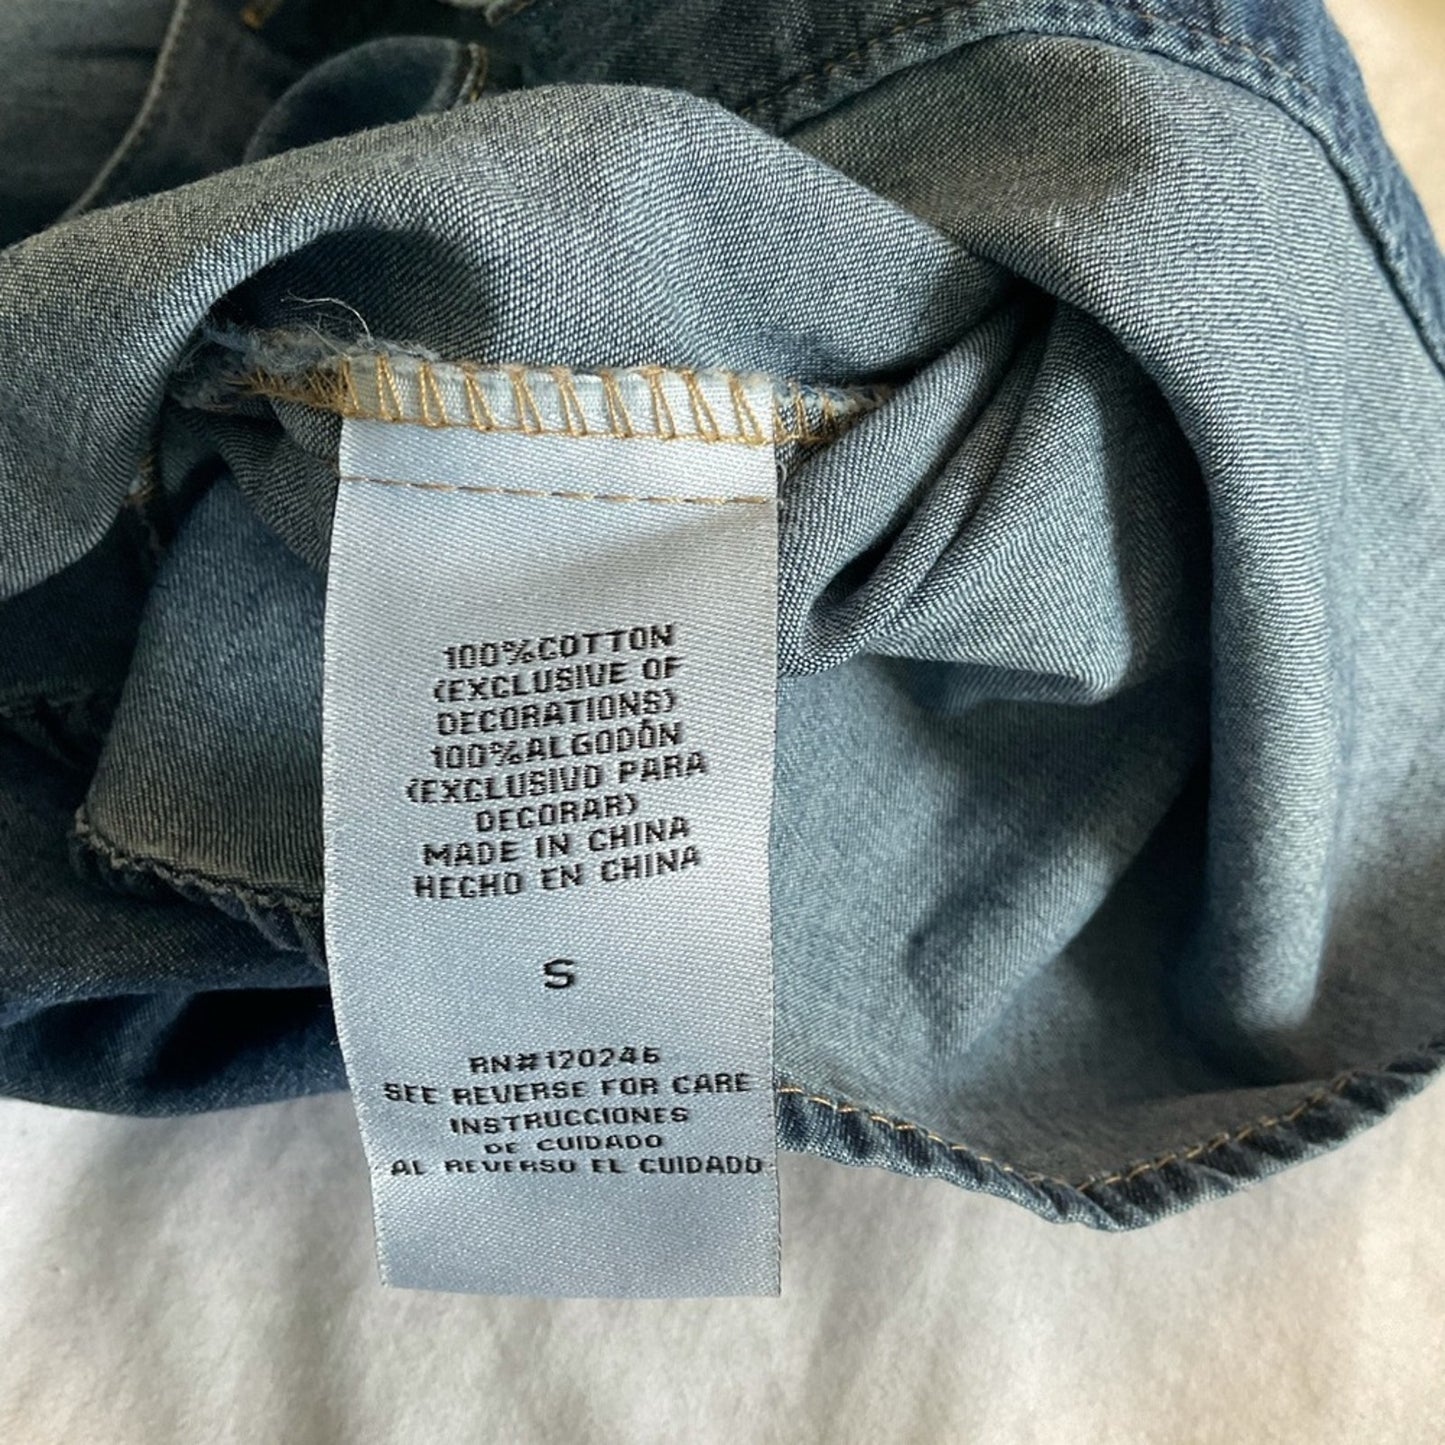 100%COTTON
(EXCLUSIVE OF
DECORATIONS)
100%ALGODÓN
(EXCLUSIVO PARA
DECORAR)
MADE IN CHINA
HECHO EN CHINA
S
RN#120246
SEE REVERSE FOR CARE
INSTRUCCIONES
DE CUIDADO
AL REVERSO EL CUIDADO